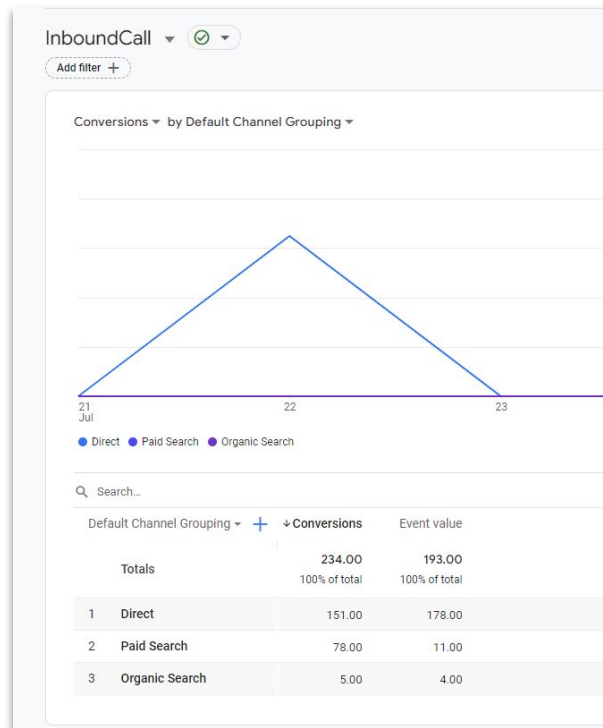 InboundCall
Add filter +
Conversions by Default Channel Grouping
21 22 23
Jul
Direct Paid Search Organic Search
Search...
Default Channel Grouping + ↓Conversions Event value
Totals 234.00 193.00
100% of total 100% of total
1 Direct 151.00 178.00
2 Paid Search 78.00 11.00
3 Organic Search 5.00 4.00